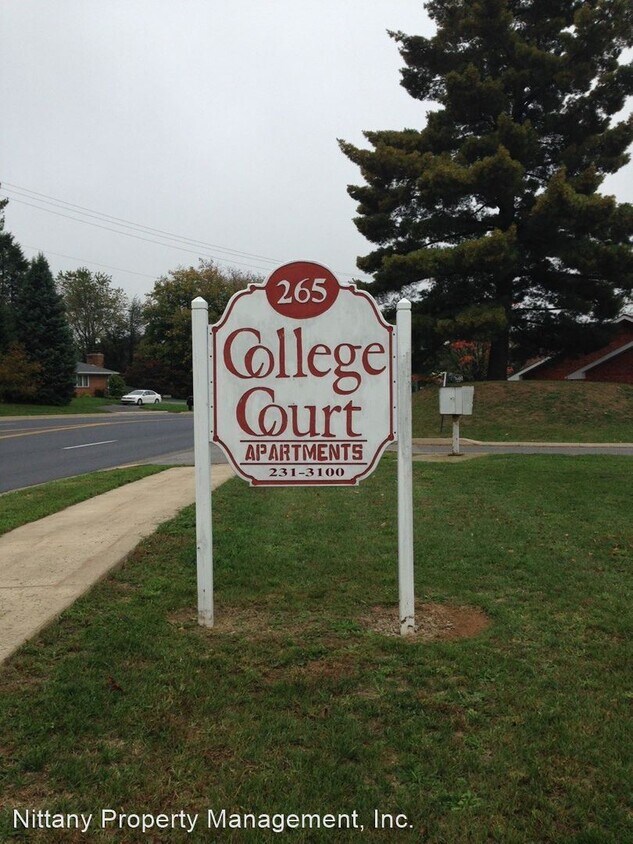 265
College
Court
APARTMENTS
231-3100
Nittany Property Management, Inc.